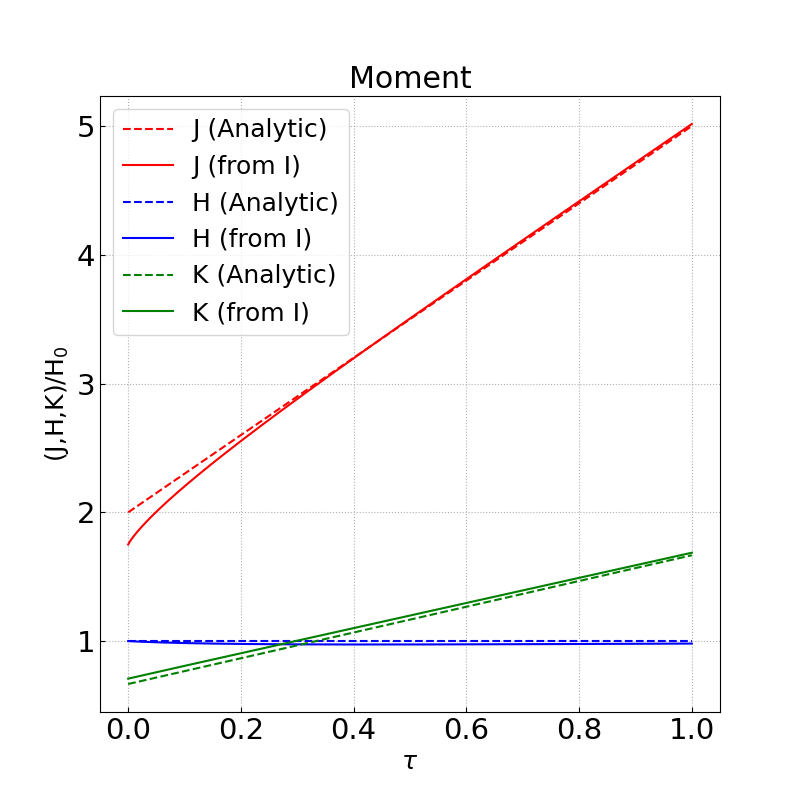 Moment
J (Analytic)
J (from I)
H (Analytic)
H (from I)
K (Analytic)
K (from I)
(J,H,K)/H₀
5
4
3
2
1
0.0 0.2 0.4 0.6 0.8 1.0
τ